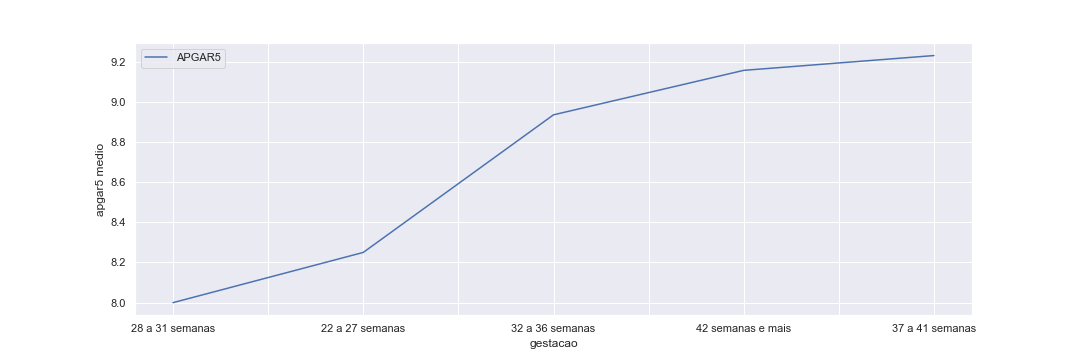 APGAR5
apgar5 medio
9.2
9.0
8.8
8.6
8.4
8.2
8.0
28 a 31 semanas
22 a 27 semanas
32 a 36 semanas
42 semanas e mais
37 a 41 semanas
gestacao